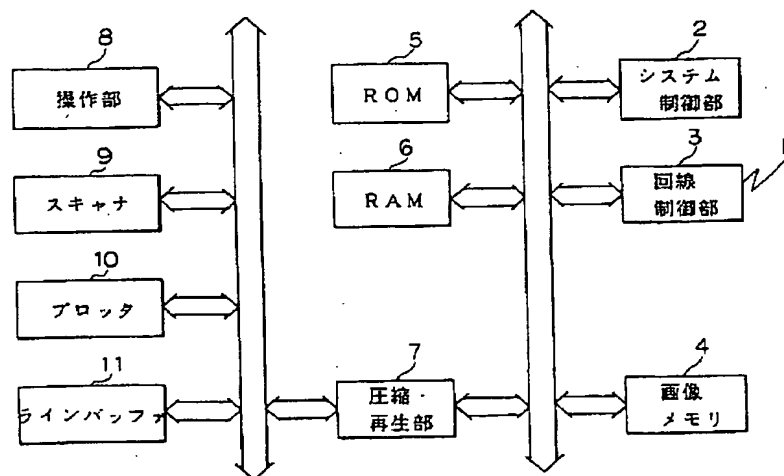 8
操作部
9
スキャナ
10
プロッタ
11
ラインバッファ
5
ROM
6
RAM
7
圧縮・
再生部
2
システム
制御部
3
回線
制御部
1
4
画像
メモリ